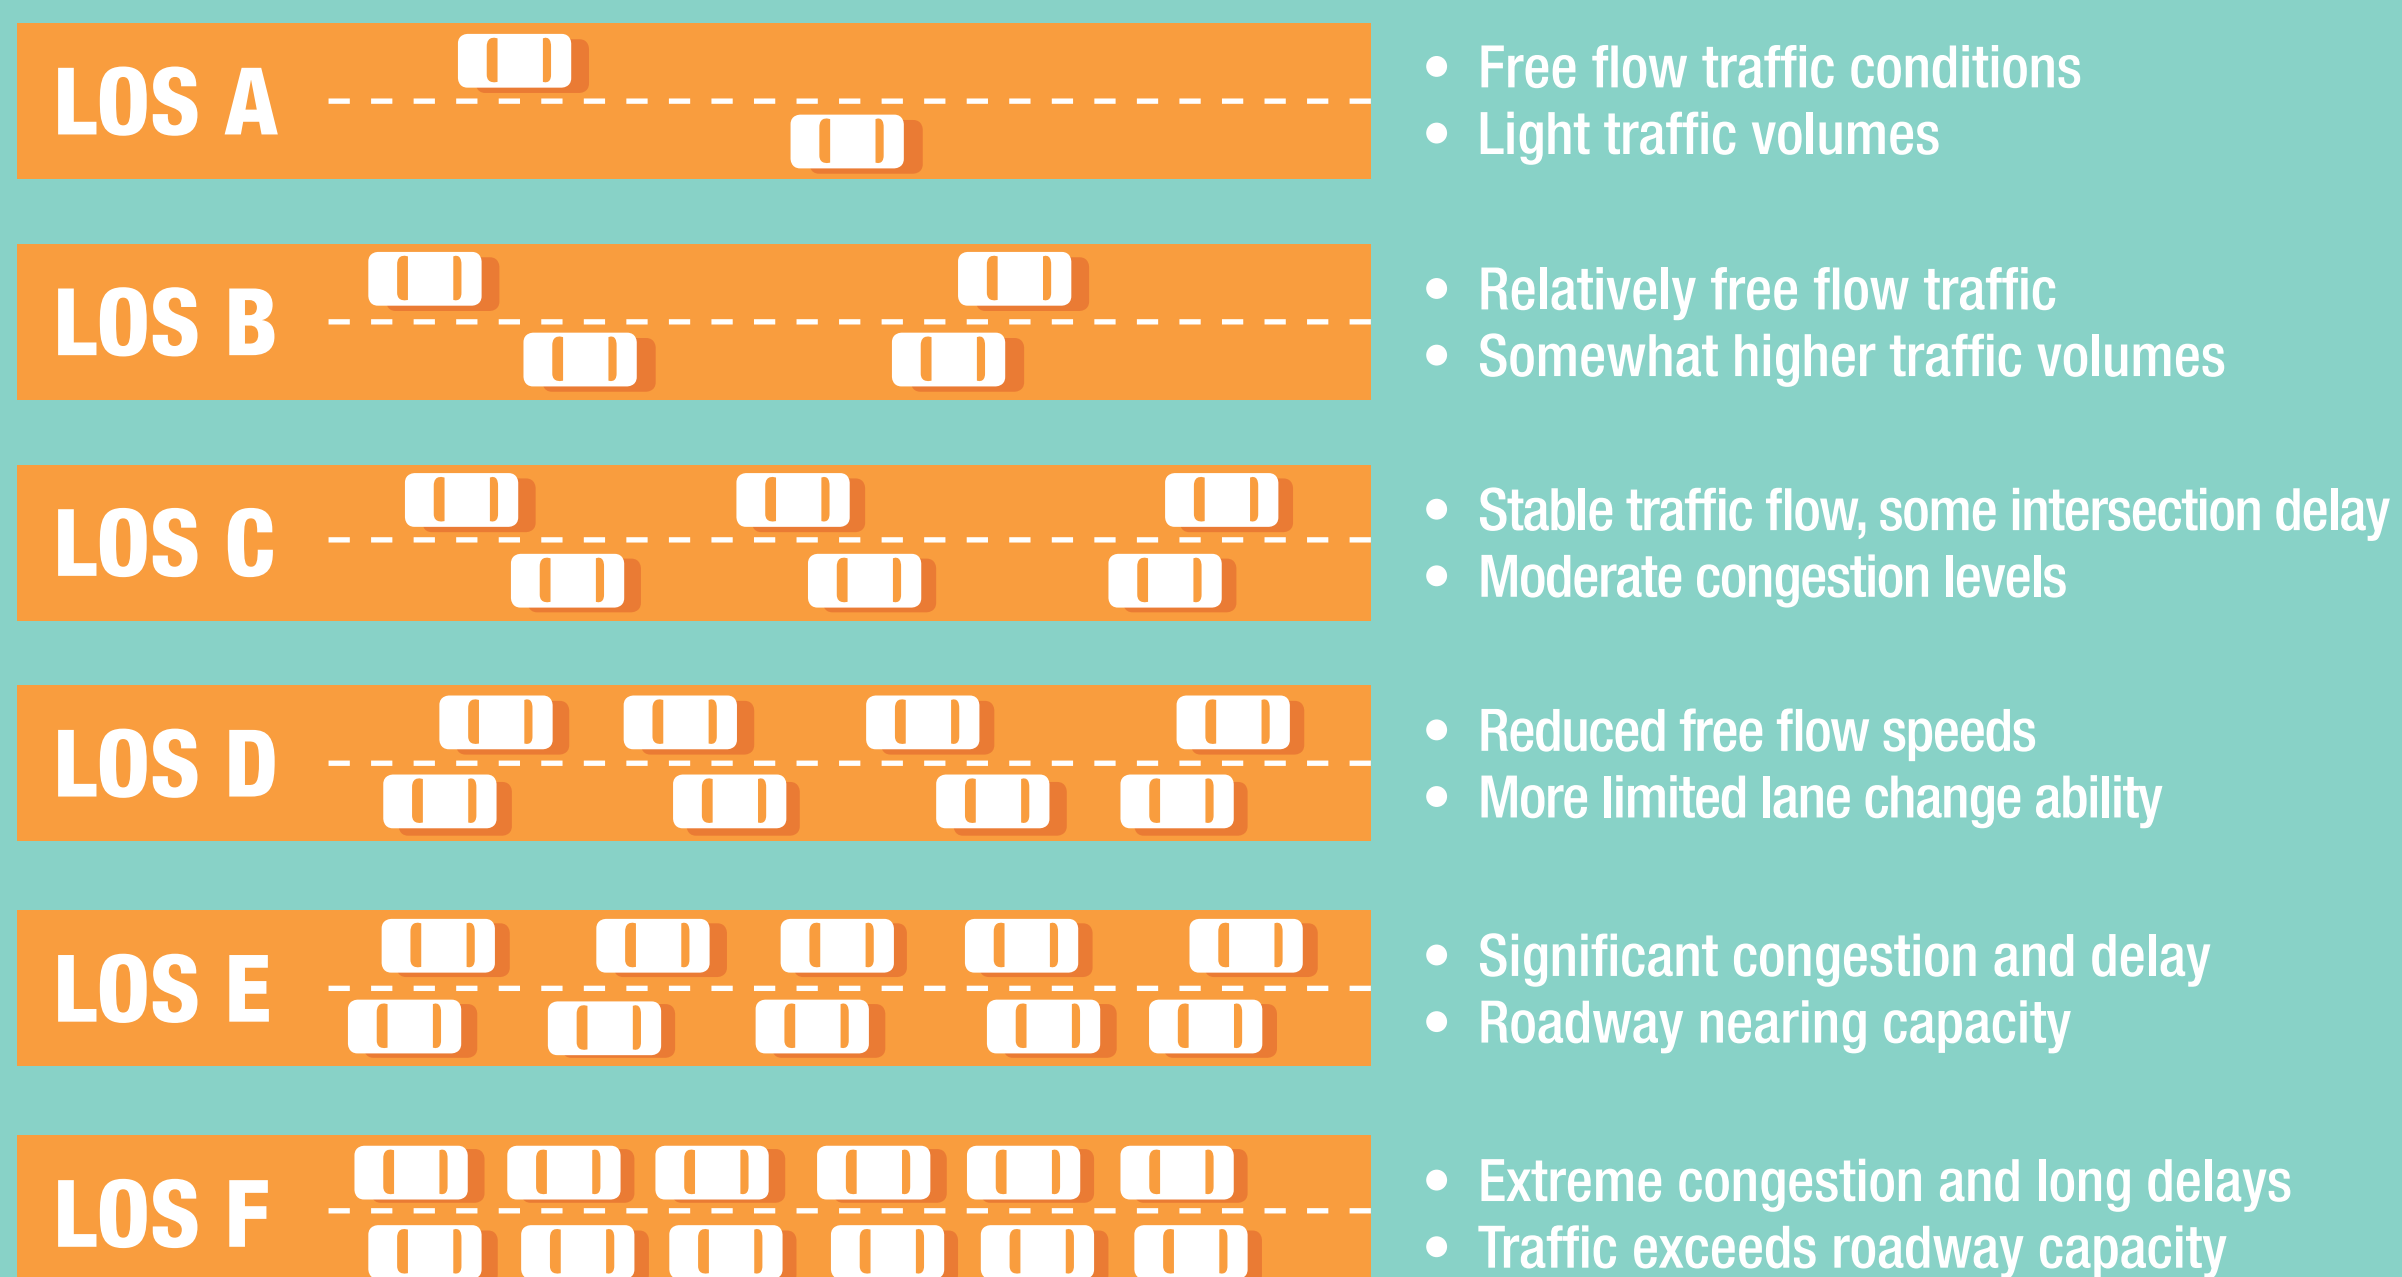 LOS A
• Free flow traffic conditions
• Light traffic volumes
LOS B
• Relatively free flow traffic
• Somewhat higher traffic volumes
LOS C
• Stable traffic flow, some intersection delay
• Moderate congestion levels
LOS D
• Reduced free flow speeds
• More limited lane change ability
LOS E
• Significant congestion and delay
• Roadway nearing capacity
LOS F
• Extreme congestion and long delays
• Traffic exceeds roadway capacity